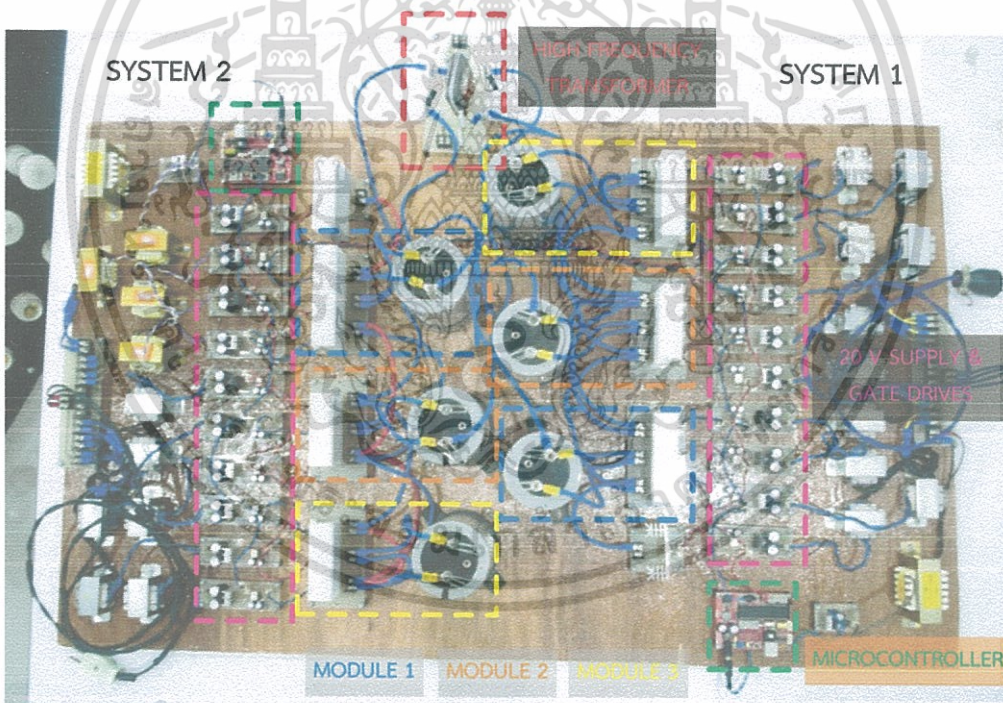 SYSTEM 2
HIGH FREQUENCY
TRANSFORMER
SYSTEM 1
20 V SUPPLY &
GATE DRIVES
MODULE 1 MODULE 2 MODULE 3
MICROCONTROLLER